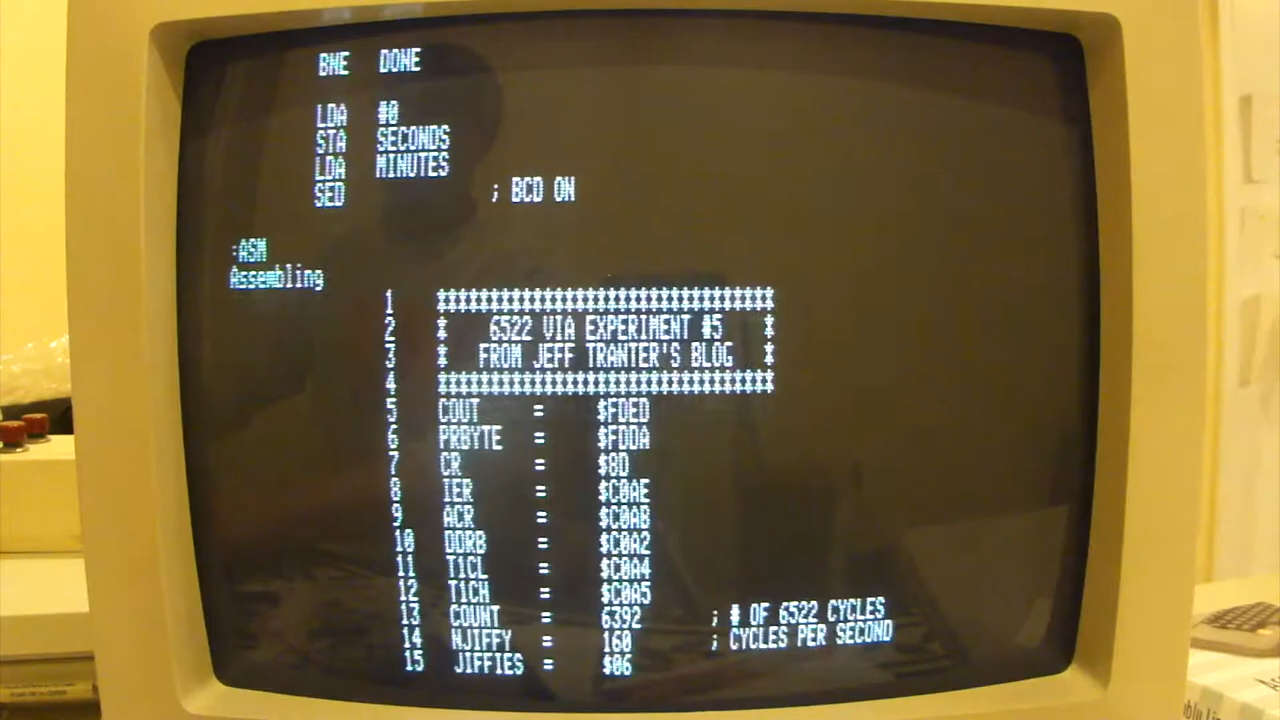 BNE DONE
LDA #0
STA SECONDS
LDA MINUTES
SED ; BCD ON
:ASM
Assembling
1 ********************************
2 * 6522 VIA EXPERIMENT #5 *
3 * FROM JEFF TRANTER'S BLOG *
4 ********************************
5 COUT = $FDED
6 PRBYTE = $FDDA
7 CR = $8D
8 IER = $C0AE
9 ACR = $C0AB
10 DDRB = $C0A2
11 T1CL = $C0A4
12 T1CH = $C0A5
13 COUNT = 6392 ; # OF 6522 CYCLES
14 NJIFFY = 160 ; CYCLES PER SECOND
15 JIFFIES = $06